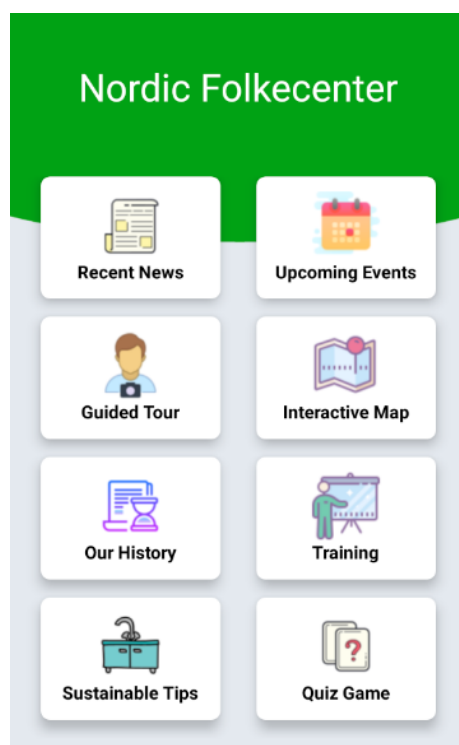 Nordic Folkecenter
Recent News
Upcoming Events
Guided Tour
Interactive Map
Our History
Training
Sustainable Tips
Quiz Game